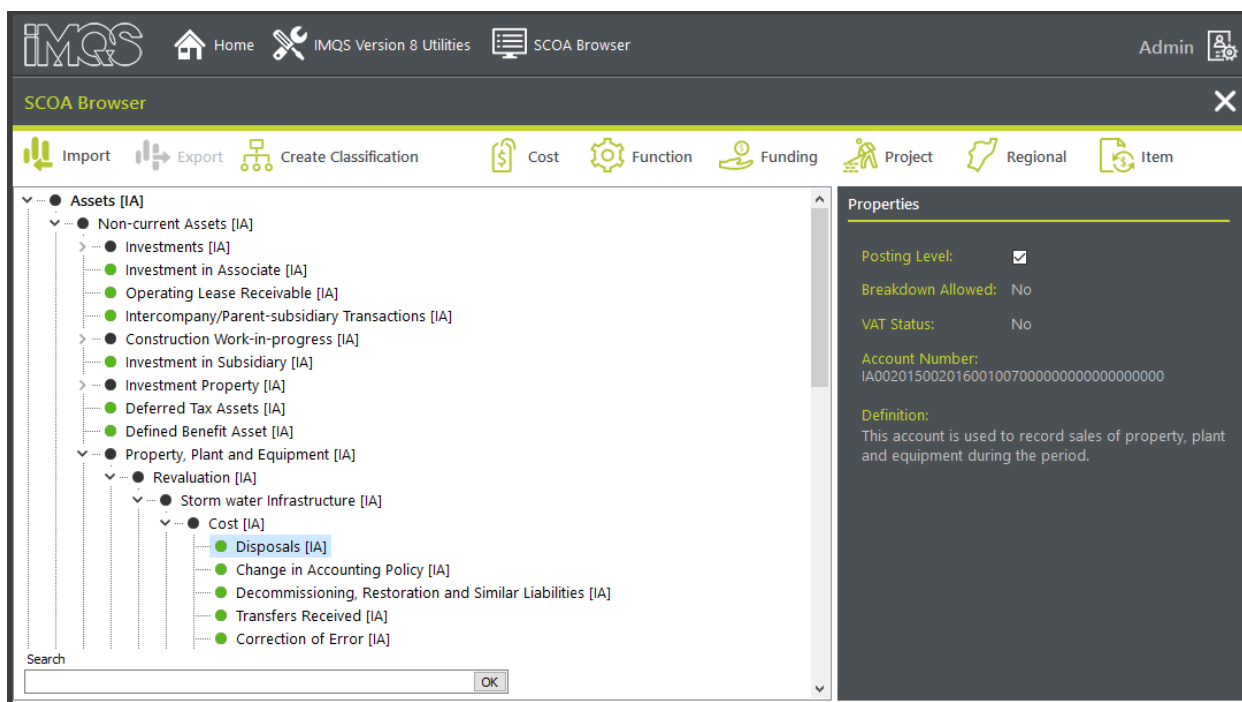 IMQS Home IMQS Version 8 Utilities SCOA Browser Admin
SCOA Browser
Import Export Create Classification Cost Function Funding Project Regional Item
Assets [IA]
Non-current Assets [IA]
Investments [IA]
Investment in Associate [IA]
Operating Lease Receivable [IA]
Intercompany/Parent-subsidiary Transactions [IA]
Construction Work-in-progress [IA]
Investment in Subsidiary [IA]
Investment Property [IA]
Deferred Tax Assets [IA]
Defined Benefit Asset [IA]
Property, Plant and Equipment [IA]
Revaluation [IA]
Storm water Infrastructure [IA]
Cost [IA]
Disposals [IA]
Change in Accounting Policy [IA]
Decommissioning, Restoration and Similar Liabilities [IA]
Transfers Received [IA]
Correction of Error [IA]
Search
OK
Properties
Posting Level:
Breakdown Allowed: No
VAT Status: No
Account Number:
IA002015002016001007000000000000000000
Definition:
This account is used to record sales of property, plant
and equipment during the period.